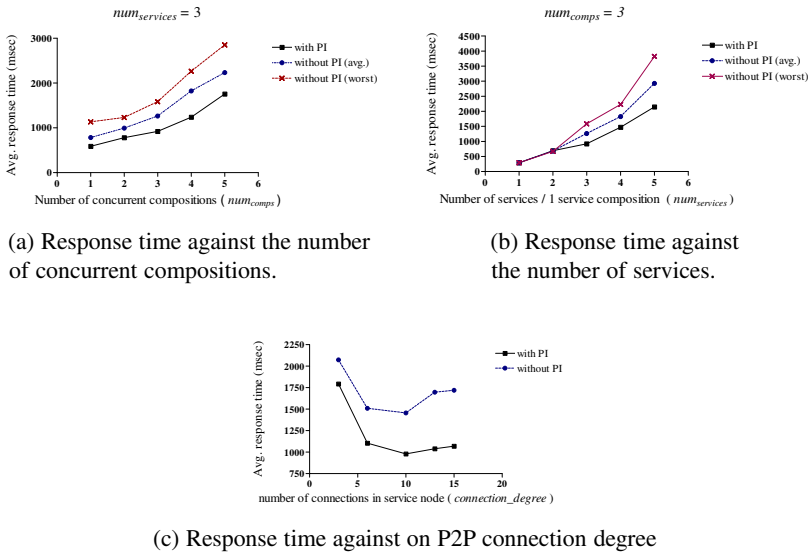 num_services = 3
3000
2000
1000
0
0 1 2 3 4 5 6
Avg. response time (msec)
Number of concurrent compositions ( num_comps )
with PI
without PI (avg.)
without PI (worst)
(a) Response time against the number
of concurrent compositions.
num_comps = 3
4500
4000
3500
3000
2500
2000
1500
1000
500
0
0 1 2 3 4 5 6
Avg. response time (msec)
Number of services / 1 service composition ( num_services )
with PI
without PI (avg.)
without PI (worst)
(b) Response time against
the number of services.
2250
2000
1750
1500
1250
1000
750
0 5 10 15 20
Avg. response time (msec)
number of connections in service node ( connection_degree )
with PI
without PI
(c) Response time against on P2P connection degree